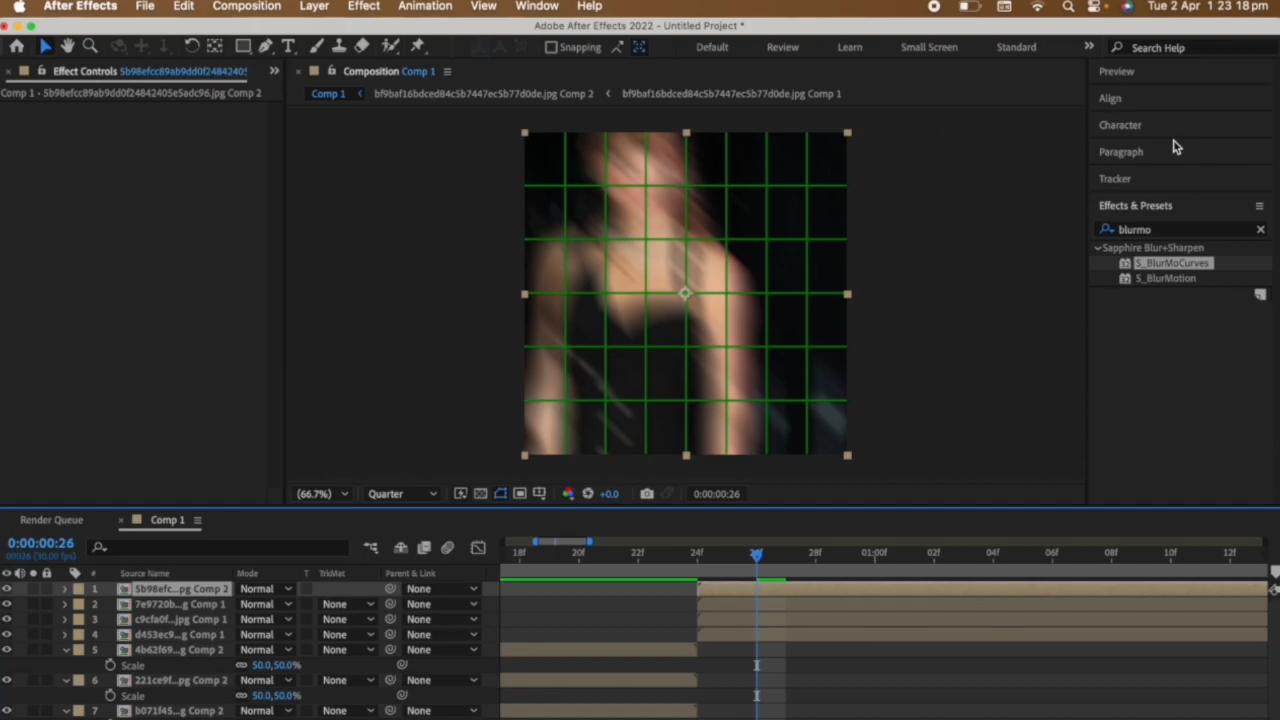 After Effects File Edit Composition Layer Effect Animation View Window Help Tue 2 Apr 1 23 18 pm
Adobe After Effects 2022 - Untitled Project *
Snapping Default Review Learn Small Screen Standard Search Help
Effect Controls 5b98efcc89ab9dd0f24842405 Composition Comp 1 Preview
Comp 1 · 5b98efcc89ab9dd0f24842405e5adc96.jpg Comp 2 Comp 1 bf9baf16bdced84c5b7447ec5b77d0de.jpg Comp 2 bf9baf16bdced84c5b7447ec5b77d0de.jpg Comp 1
Align
Character
Paragraph
Tracker
Effects & Presets
blurmo
Sapphire Blur+Sharpen
S_BlurMoCurves
S_BlurMotion
(66.7%) Quarter +0.0 0:00:00:26
Render Queue Comp 1
0:00:00:26
00026 (30.00 fps)
18f 20f 22f 24f 28f 01:00f 02f 04f 06f 08f 10f 12f
# Source Name Mode T TrkMat Parent & Link
1 5b98efc...pg Comp 2 Normal None
2 7e9720b...g Comp 1 Normal None None
3 c9cfa0f...jpg Comp 1 Normal None None
4 d453ec9...g Comp 1 Normal None None
5 4b62f69...g Comp 2 Normal None None
Scale 50.0,50.0%
6 221ce9f...pg Comp 2 Normal None None
Scale 50.0,50.0%
7 b071f45...g Comp 2 Normal None None